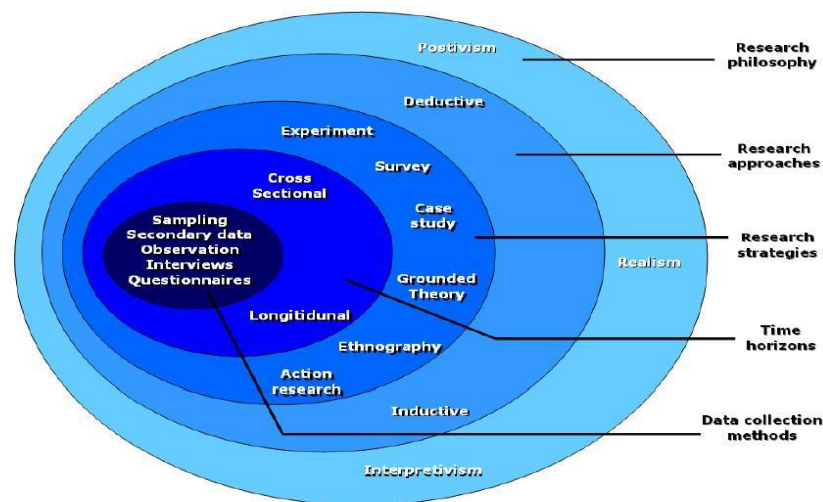 Postivism
Research
philosophy
Deductive
Experiment
Research
approaches
Survey
Cross
Sectional
Case
study
Sampling
Secondary data
Observation
Interviews
Questionnaires
Research
strategies
Realism
Grounded
Theory
Longitidunal
Time
horizons
Ethnography
Action
research
Inductive
Data collection
methods
Interpretivism